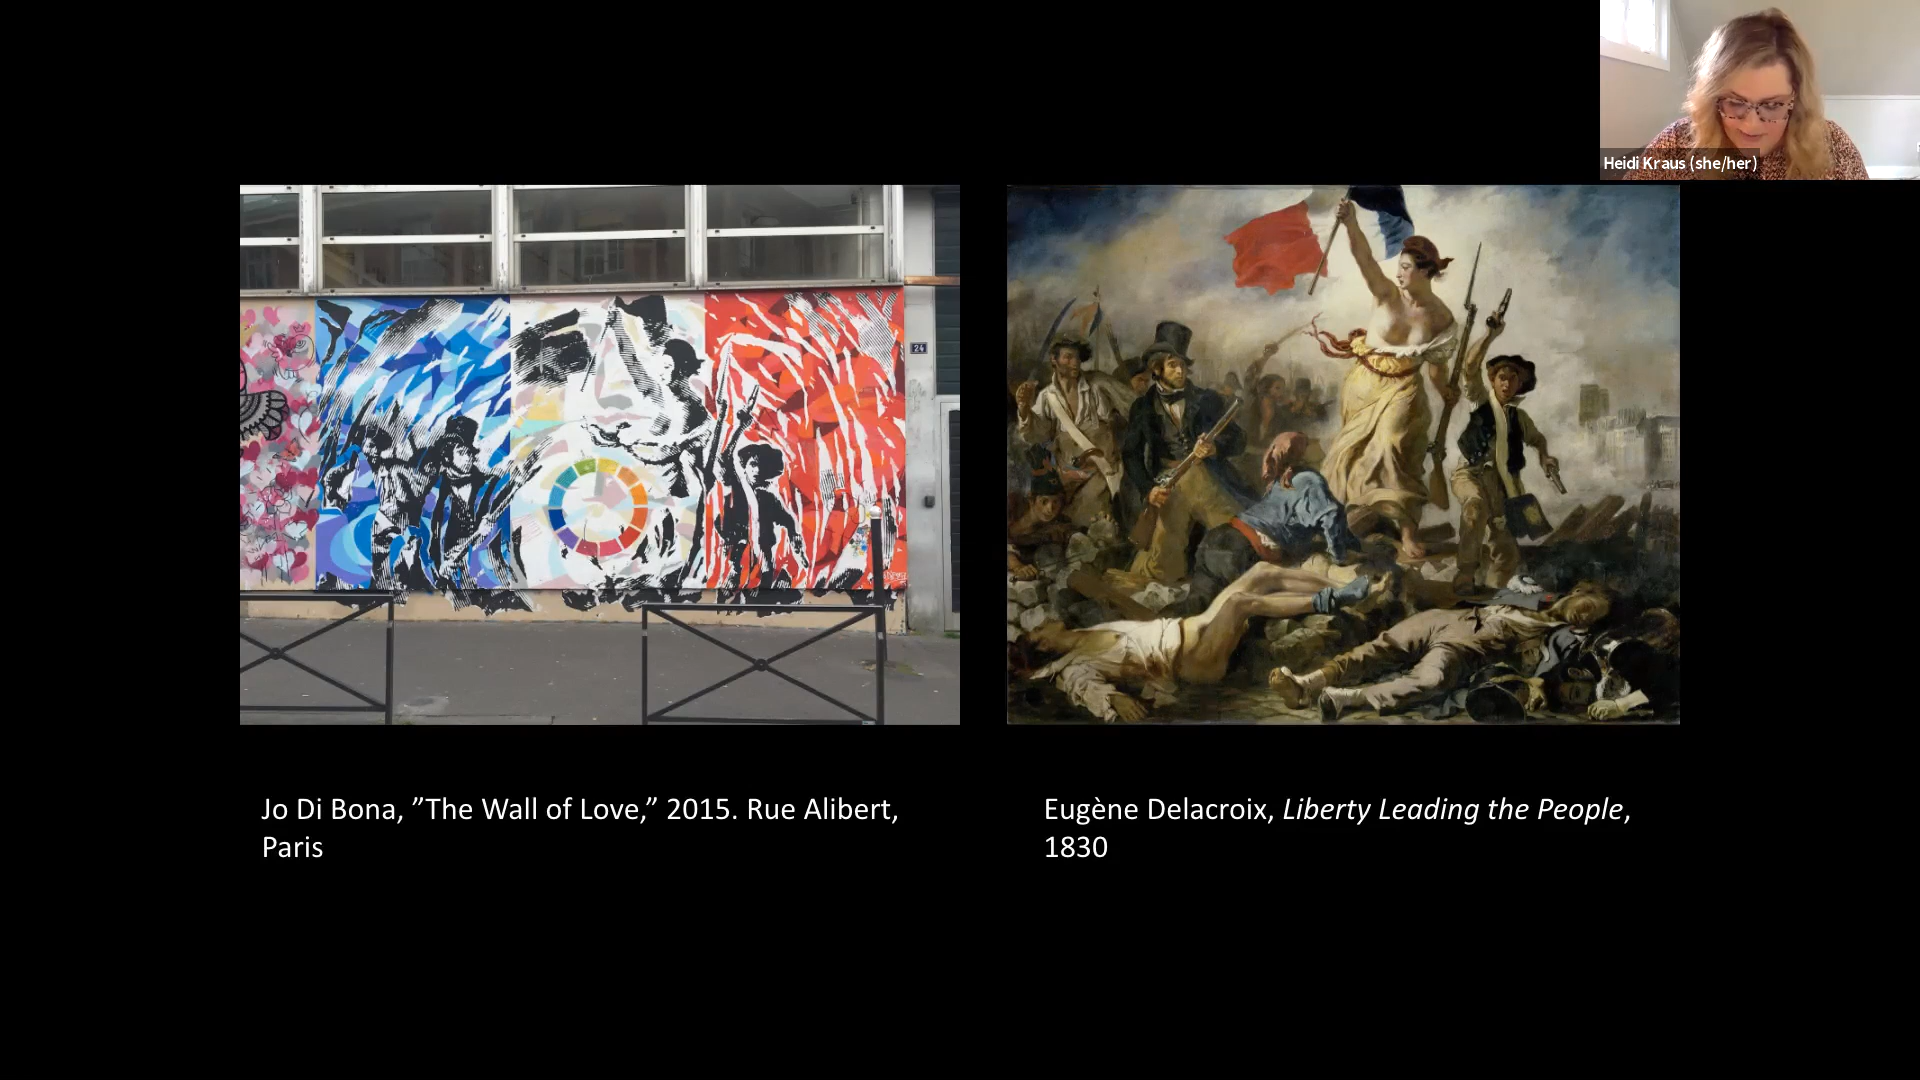 Heidi Kraus (she/her)
24
Jo Di Bona, ”The Wall of Love,” 2015. Rue Alibert,
Paris
Eugène Delacroix, Liberty Leading the People,
1830